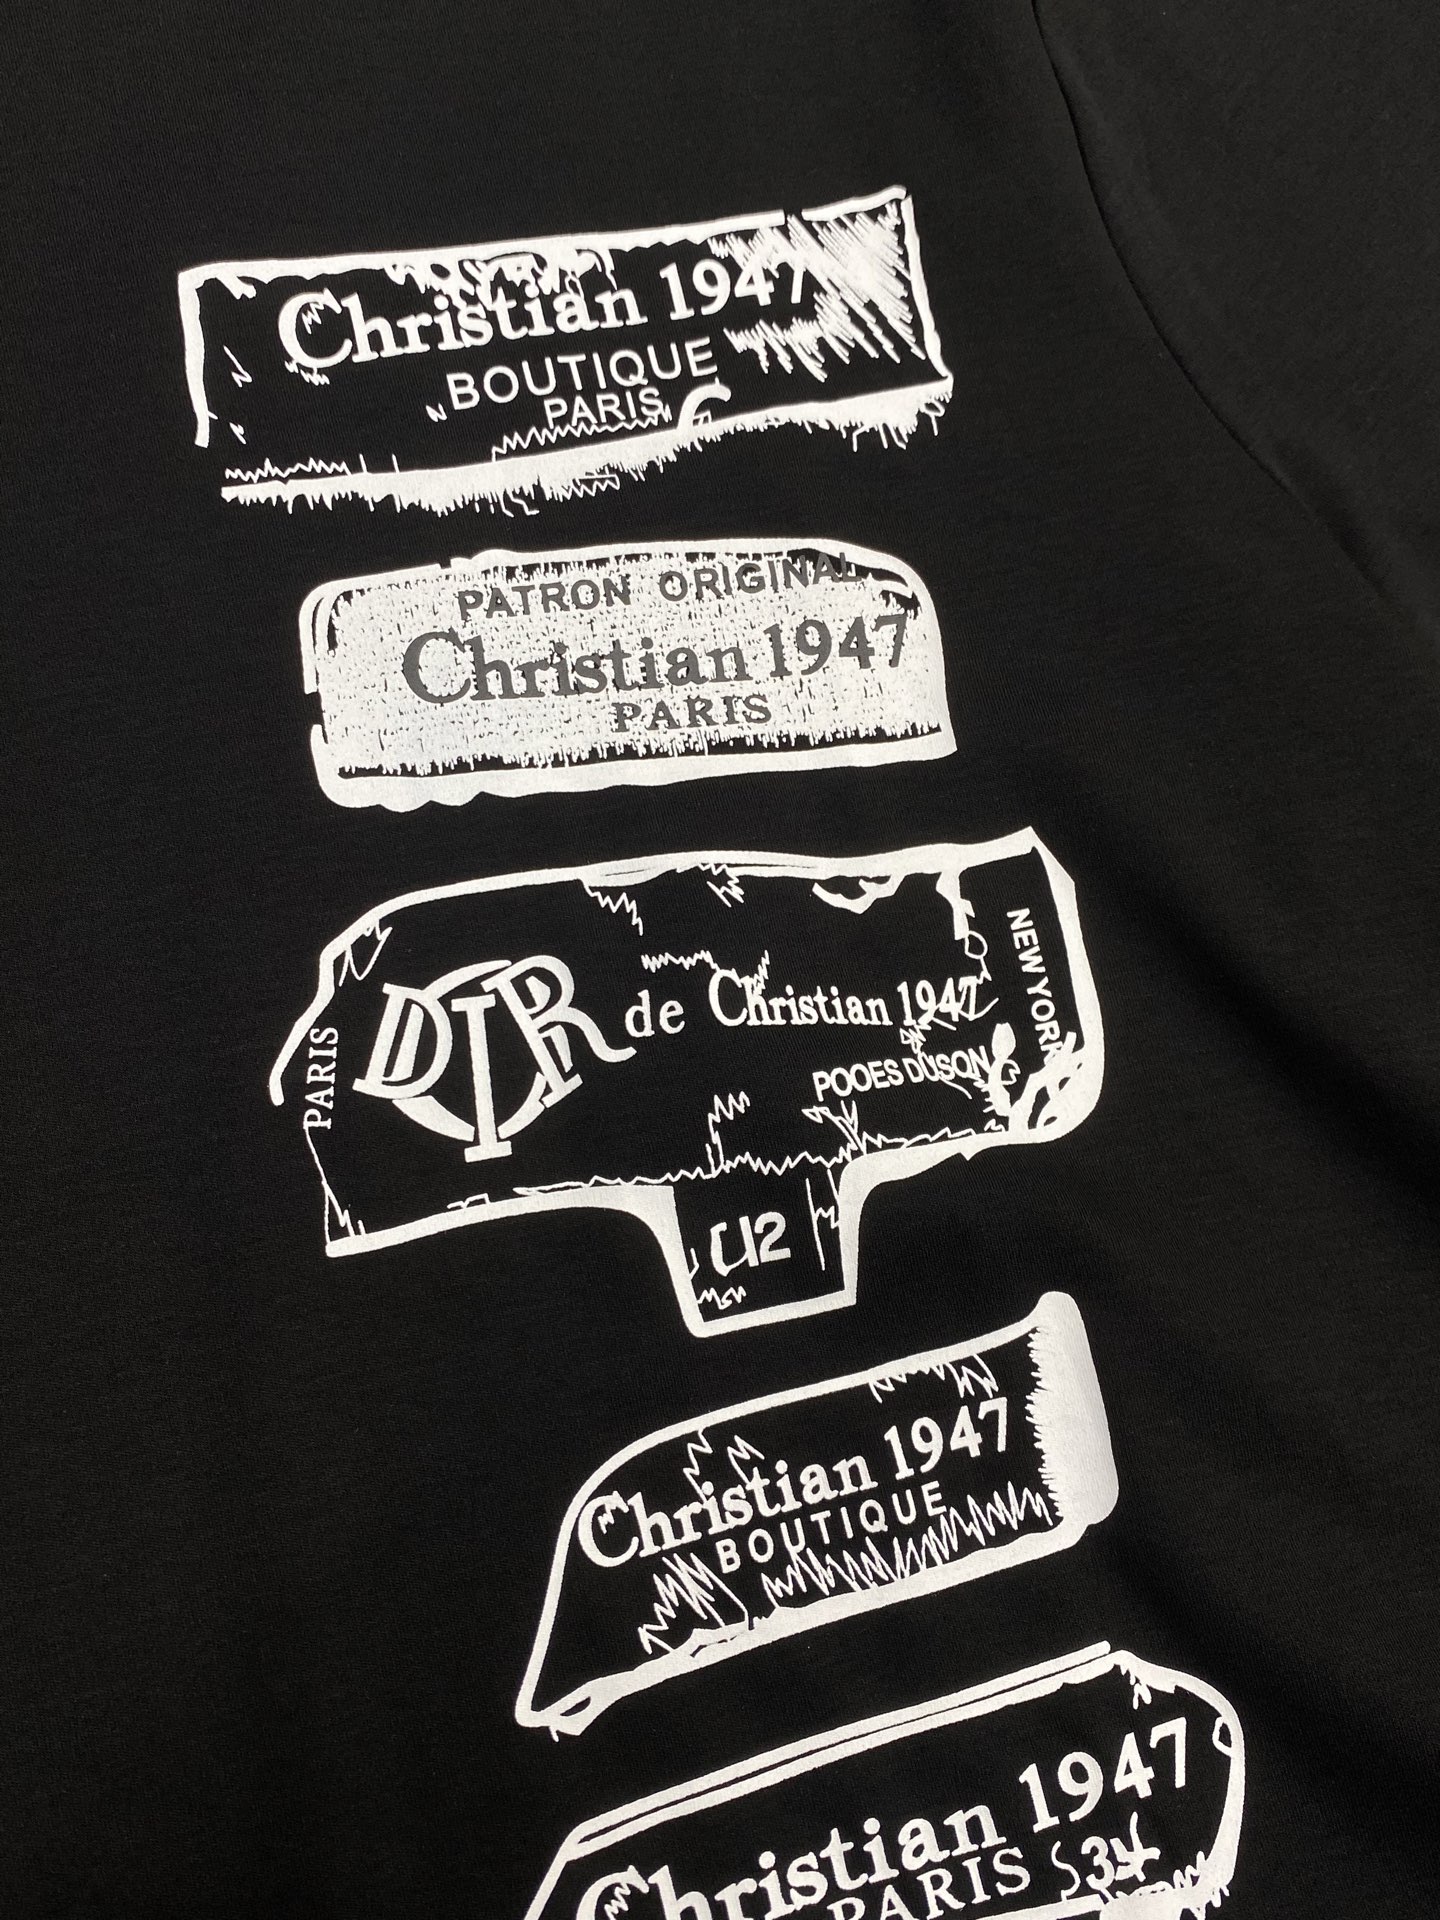 Christian 1947
BOUTIQUE
PARIS
PATRON ORIGINAL
Christian 1947
PARIS
PARIS
DIOR de Christian 1947
POOES DUSON
NEW YORK
U2
Christian 1947
BOUTIQUE
Christian 1947
PARIS S34